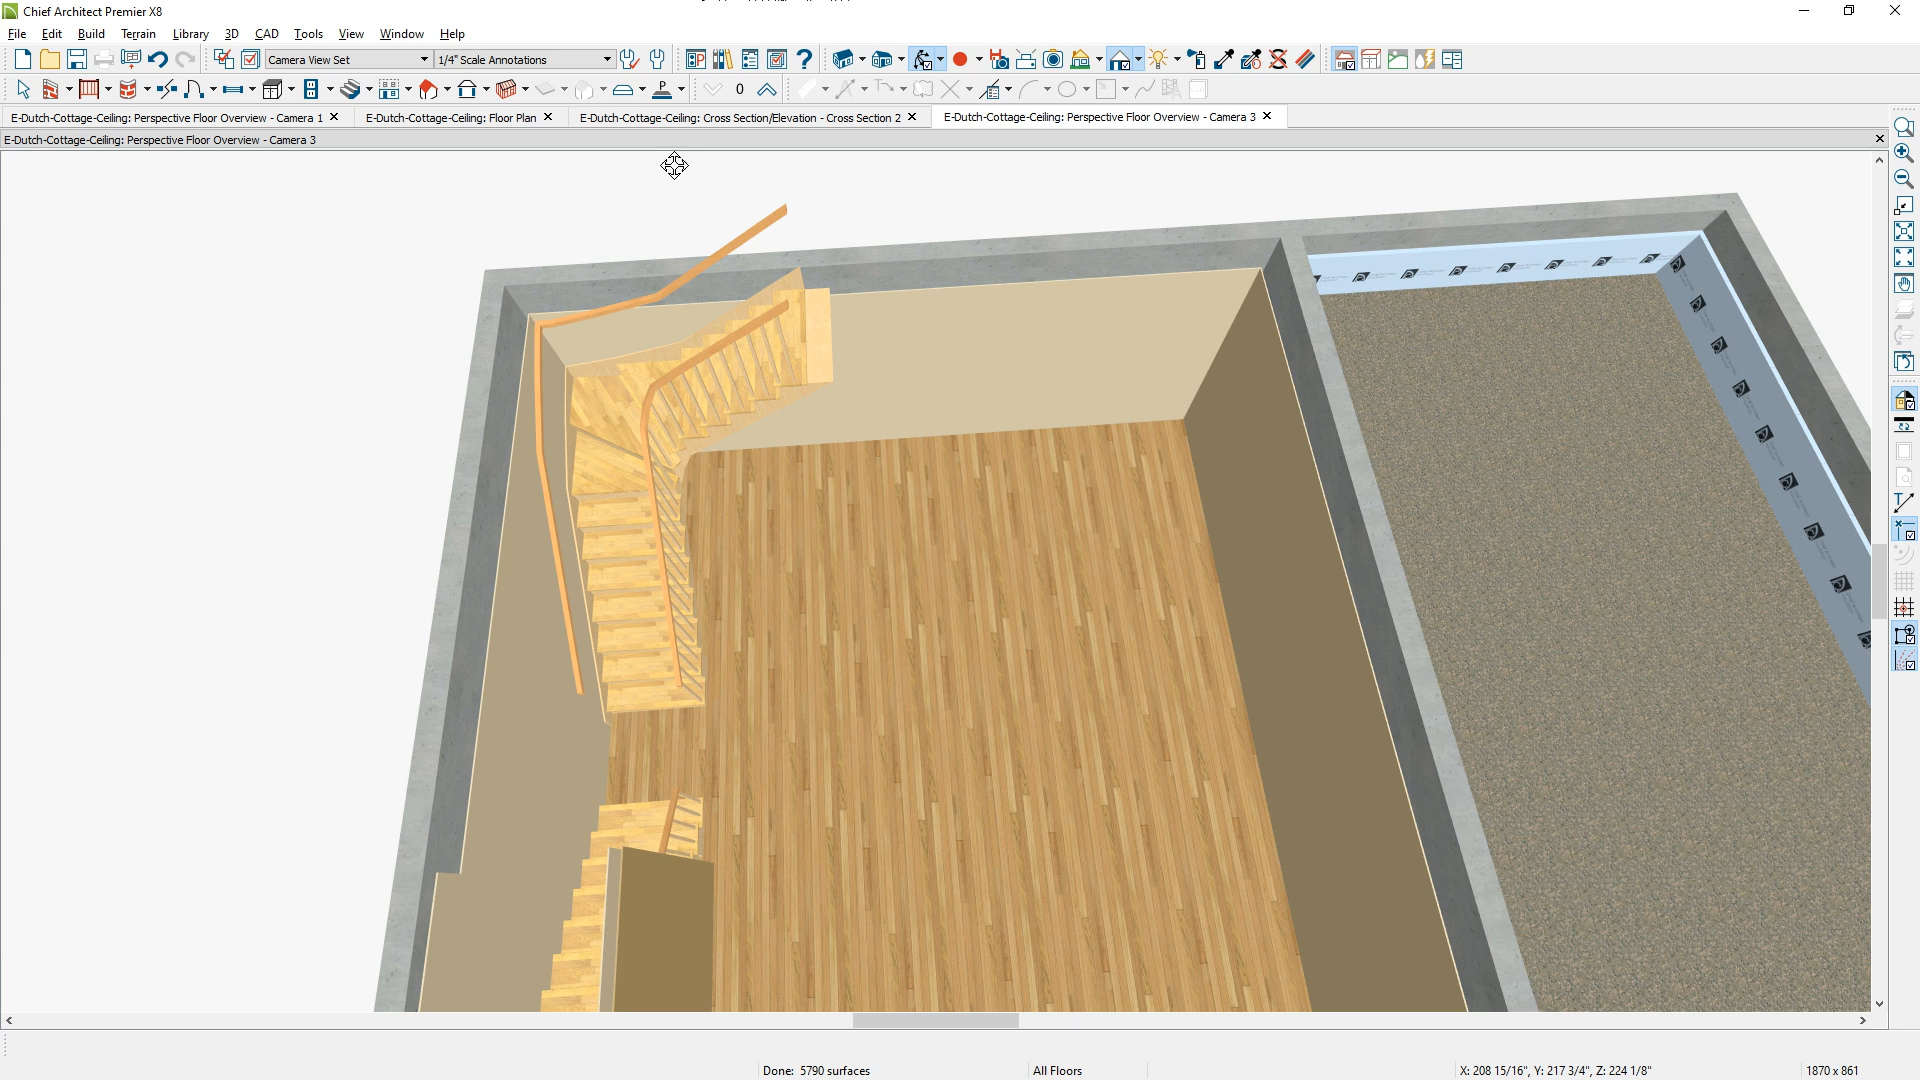 Chief Architect Premier X8
File Edit Build Terrain Library 3D CAD Tools View Window Help
Camera View Set 1/4" Scale Annotations
P 0
E-Dutch-Cottage-Ceiling: Perspective Floor Overview - Camera 1 E-Dutch-Cottage-Ceiling: Floor Plan E-Dutch-Cottage-Ceiling: Cross Section/Elevation - Cross Section 2 E-Dutch-Cottage-Ceiling: Perspective Floor Overview - Camera 3
E-Dutch-Cottage-Ceiling: Perspective Floor Overview - Camera 3
Done: 5790 surfaces All Floors X: 208 15/16", Y: 217 3/4", Z: 224 1/8" 1870 x 861